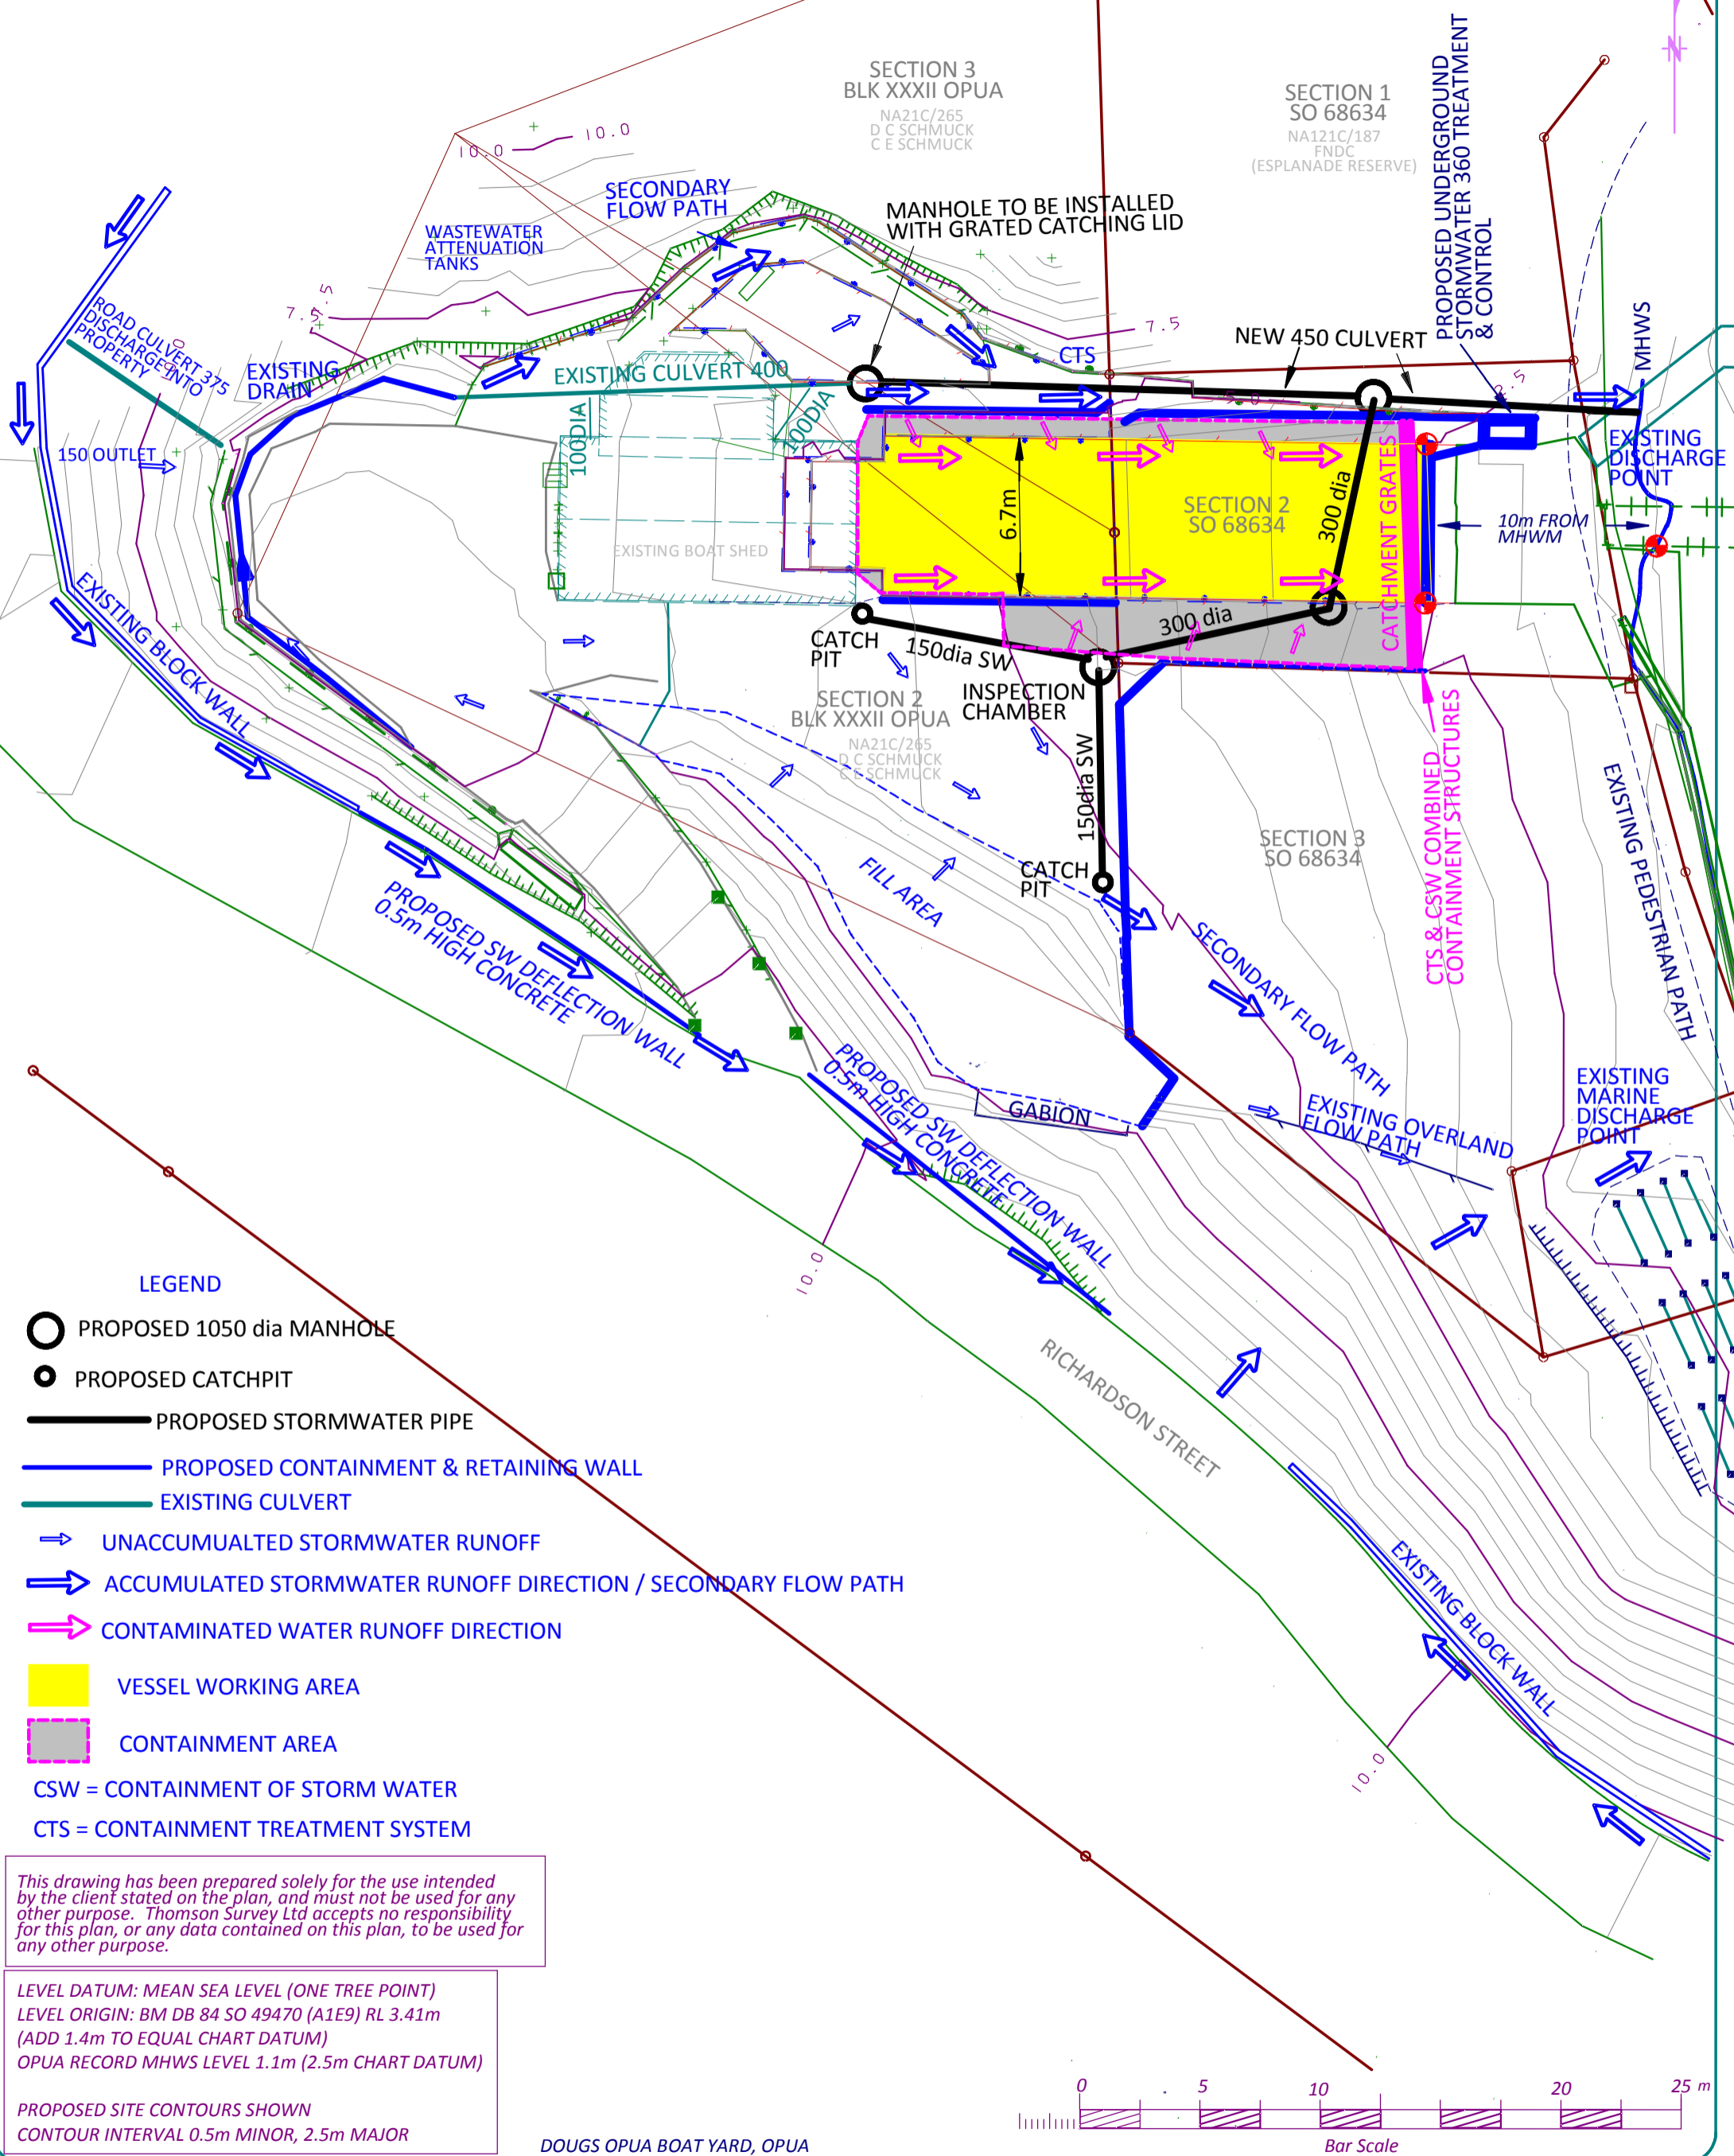 SECTION 3
BLK XXXII OPUA
NA21C/265
D C SCHMUCK
C E SCHMUCK
SECTION 1
SO 68634
NA121C/187
FNDC
(ESPLANADE RESERVE)
PROPOSED UNDERGROUND
STORMWATER 360 TREATMENT
& CONTROL
N
10.0
10.0
SECONDARY
FLOW PATH
WASTEWATER
ATTENUATION
TANKS
MANHOLE TO BE INSTALLED
WITH GRATED CATCHING LID
7.5
7.5
NEW 450 CULVERT
MHWS
ROAD CULVERT 375
DISCHARGE INTO
PROPERTY
EXISTING
DRAIN
EXISTING CULVERT 400
CTS
2.5
100DIA
100DIA
150 OUTLET
EXISTING BOAT SHED
6.7m
SECTION 2
SO 68634
300 dia
CATCHMENT GRATES
EXISTING
DISCHARGE
POINT
10m FROM
MHWM
EXISTING BLOCK WALL
CATCH
PIT
150dia SW
300 dia
INSPECTION
CHAMBER
SECTION 2
BLK XXXII OPUA
NA21C/265
D C SCHMUCK
C E SCHMUCK
150dia SW
CATCH
PIT
FILL AREA
SECTION 3
SO 68634
CTS & CSW COMBINED
CONTAINMENT STRUCTURES
EXISTING PEDESTRIAN PATH
PROPOSED SW DEFLECTION WALL
0.5m HIGH CONCRETE
SECONDARY FLOW PATH
PROPOSED SW DEFLECTION WALL
0.5m HIGH CONCRETE
GABION
EXISTING OVERLAND
FLOW PATH
EXISTING
MARINE
DISCHARGE
POINT
10.0
RICHARDSON STREET
EXISTING BLOCK WALL
10.0
LEGEND
PROPOSED 1050 dia MANHOLE
PROPOSED CATCHPIT
PROPOSED STORMWATER PIPE
PROPOSED CONTAINMENT & RETAINING WALL
EXISTING CULVERT
UNACCUMUALTED STORMWATER RUNOFF
ACCUMULATED STORMWATER RUNOFF DIRECTION / SECONDARY FLOW PATH
CONTAMINATED WATER RUNOFF DIRECTION
VESSEL WORKING AREA
CONTAINMENT AREA
CSW = CONTAINMENT OF STORM WATER
CTS = CONTAINMENT TREATMENT SYSTEM
This drawing has been prepared solely for the use intended
by the client stated on the plan, and must not be used for any
other purpose. Thomson Survey Ltd accepts no responsibility
for this plan, or any data contained on this plan, to be used for
any other purpose.
LEVEL DATUM: MEAN SEA LEVEL (ONE TREE POINT)
LEVEL ORIGIN: BM DB 84 SO 49470 (A1E9) RL 3.41m
(ADD 1.4m TO EQUAL CHART DATUM)
OPUA RECORD MHWS LEVEL 1.1m (2.5m CHART DATUM)
PROPOSED SITE CONTOURS SHOWN
CONTOUR INTERVAL 0.5m MINOR, 2.5m MAJOR
DOUGS OPUA BOAT YARD, OPUA
0 5 10 20 25 m
Bar Scale